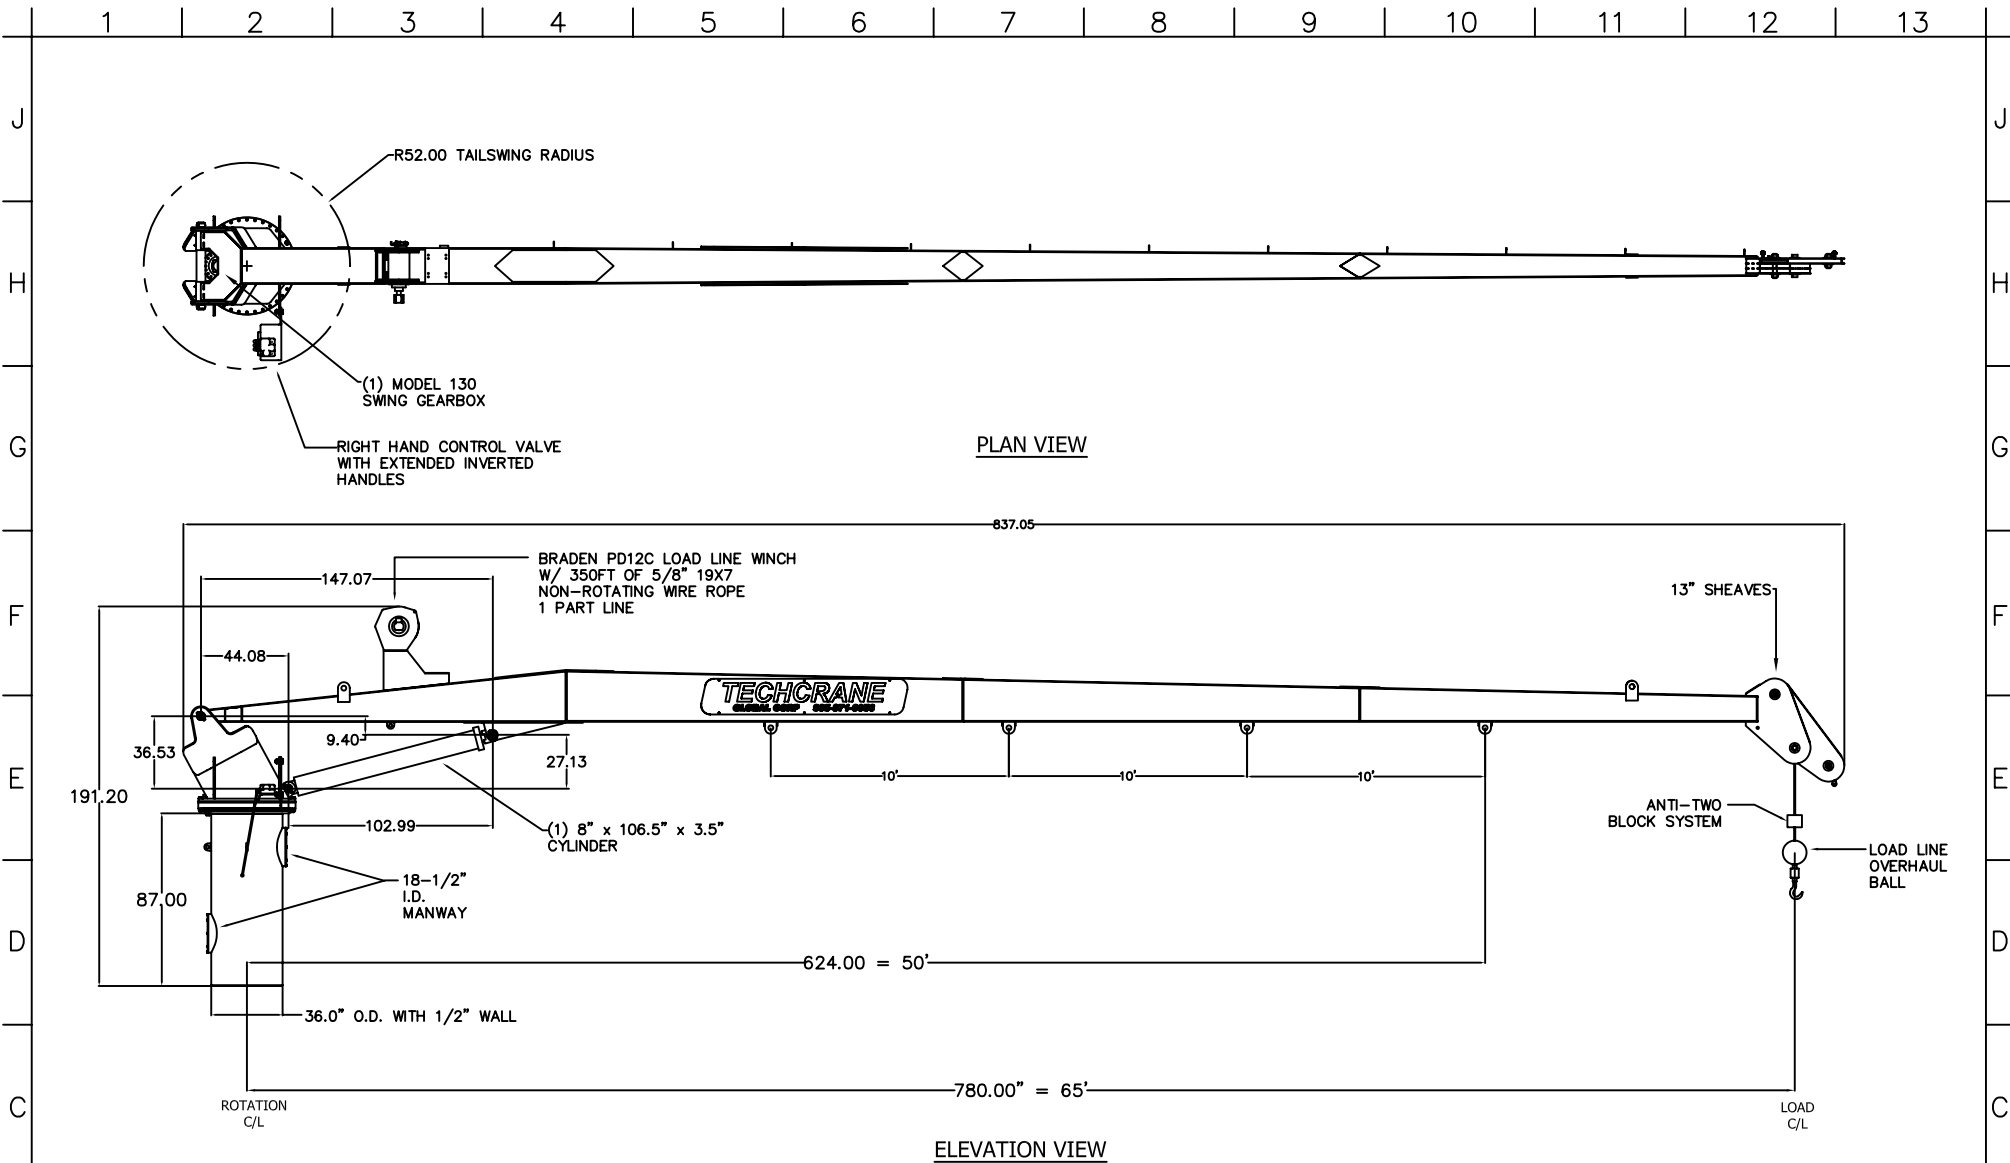 1 2 3 4 5 6 7 8 9 10 11 12 13
J J
R52.00 TAILSWING RADIUS
H H
(1) MODEL 130
SWING GEARBOX
G G
RIGHT HAND CONTROL VALVE
WITH EXTENDED INVERTED
HANDLES
PLAN VIEW
837.05
BRADEN PD12C LOAD LINE WINCH
W/ 350FT OF 5/8" 19X7
NON-ROTATING WIRE ROPE
1 PART LINE
147.07
13" SHEAVES
F F
44.08
TECHCRANE
GLOBAL CORP
36.53
9.40
27.13
E E
10' 10' 10'
191.20
102.99
(1) 8" x 106.5" x 3.5"
CYLINDER
ANTI-TWO
BLOCK SYSTEM
LOAD LINE
OVERHAUL
BALL
18-1/2"
I.D.
MANWAY
87.00
D D
624.00 = 50'
36.0" O.D. WITH 1/2" WALL
780.00" = 65'
C C
ROTATION
C/L
LOAD
C/L
ELEVATION VIEW